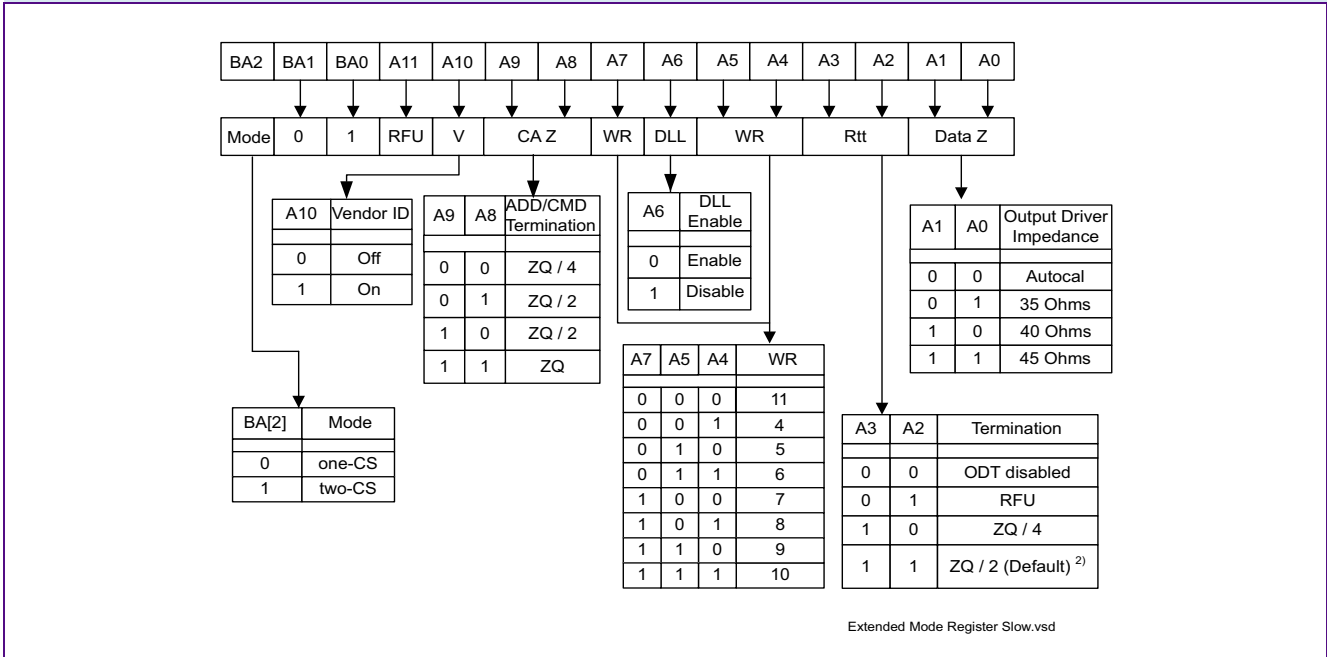 BA2 BA1 BA0 A11 A10 A9 A8 A7 A6 A5 A4 A3 A2 A1 A0
Mode 0 1 RFU V CA Z WR DLL WR Rtt Data Z
A10 Vendor ID
0 Off
1 On
A9 A8 ADD/CMD Termination
0 0 ZQ / 4
0 1 ZQ / 2
1 0 ZQ / 2
1 1 ZQ
A6 DLL Enable
0 Enable
1 Disable
A1 A0 Output Driver Impedance
0 0 Autocal
0 1 35 Ohms
1 0 40 Ohms
1 1 45 Ohms
BA[2] Mode
0 one-CS
1 two-CS
A7 A5 A4 WR
0 0 0 11
0 0 1 4
0 1 0 5
0 1 1 6
1 0 0 7
1 0 1 8
1 1 0 9
1 1 1 10
A3 A2 Termination
0 0 ODT disabled
0 1 RFU
1 0 ZQ / 4
1 1 ZQ / 2 (Default) 2)
Extended Mode Register Slow.vsd